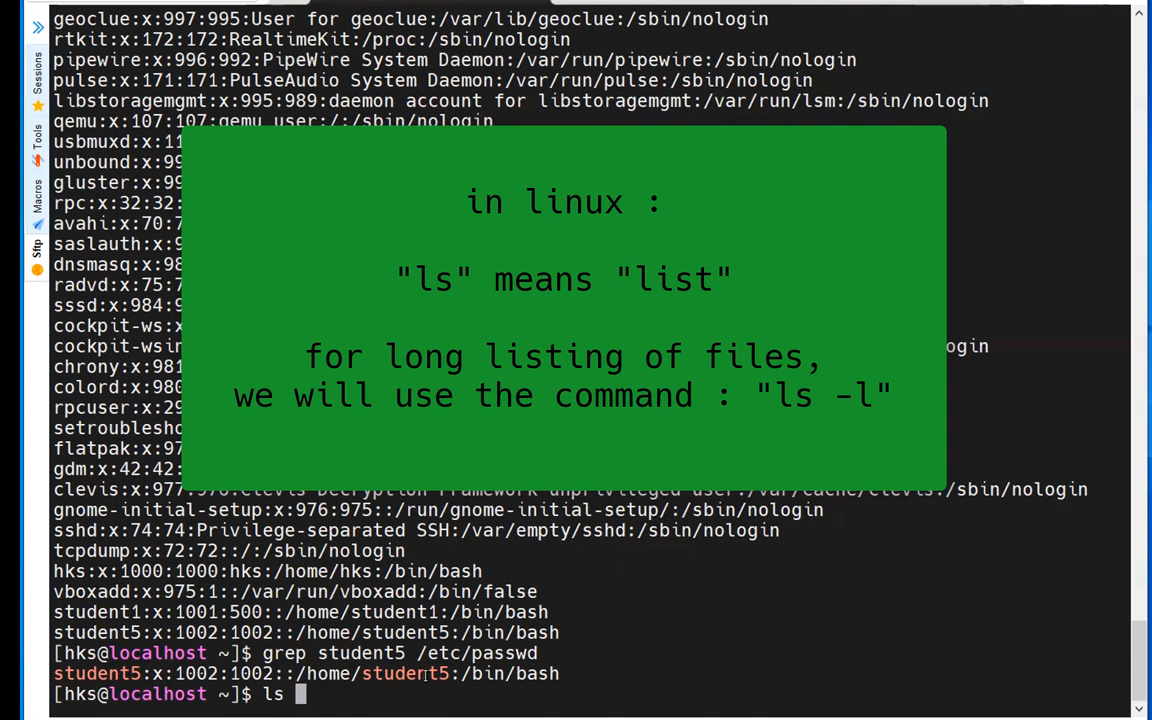 geoclue:x:997:995:User for geoclue:/var/lib/geoclue:/sbin/nologin
rtkit:x:172:172:RealtimeKit:/proc:/sbin/nologin
pipewire:x:996:992:PipeWire System Daemon:/var/run/pipewire:/sbin/nologin
pulse:x:171:171:PulseAudio System Daemon:/var/run/pulse:/sbin/nologin
libstoragemgmt:x:995:989:daemon account for libstoragemgmt:/var/run/lsm:/sbin/nologin
qemu:x:107:107:qemu user:/:/sbin/nologin
usbmuxd:x:11
unbound:x:99
gluster:x:99
rpc:x:32:32:
avahi:x:70:7
saslauth:x:9
dnsmasq:x:98
radvd:x:75:7
sssd:x:984:9
cockpit-ws:x
cockpit-wsin ogin
chrony:x:981
colord:x:980
rpcuser:x:29
setroublesho
flatpak:x:97
gdm:x:42:42:
clevis:x:977:976:Clevis Decryption Framework unprivileged user:/var/cache/clevis:/sbin/nologin
gnome-initial-setup:x:976:975::/run/gnome-initial-setup/:/sbin/nologin
sshd:x:74:74:Privilege-separated SSH:/var/empty/sshd:/sbin/nologin
tcpdump:x:72:72::/:/sbin/nologin
hks:x:1000:1000:hks:/home/hks:/bin/bash
vboxadd:x:975:1::/var/run/vboxadd:/bin/false
student1:x:1001:500::/home/student1:/bin/bash
student5:x:1002:1002::/home/student5:/bin/bash
[hks@localhost ~]$ grep student5 /etc/passwd
student5:x:1002:1002::/home/student5:/bin/bash
[hks@localhost ~]$ ls
in linux :
"ls" means "list"
for long listing of files,
we will use the command : "ls -l"
Sessions
Tools
Macros
Sftp